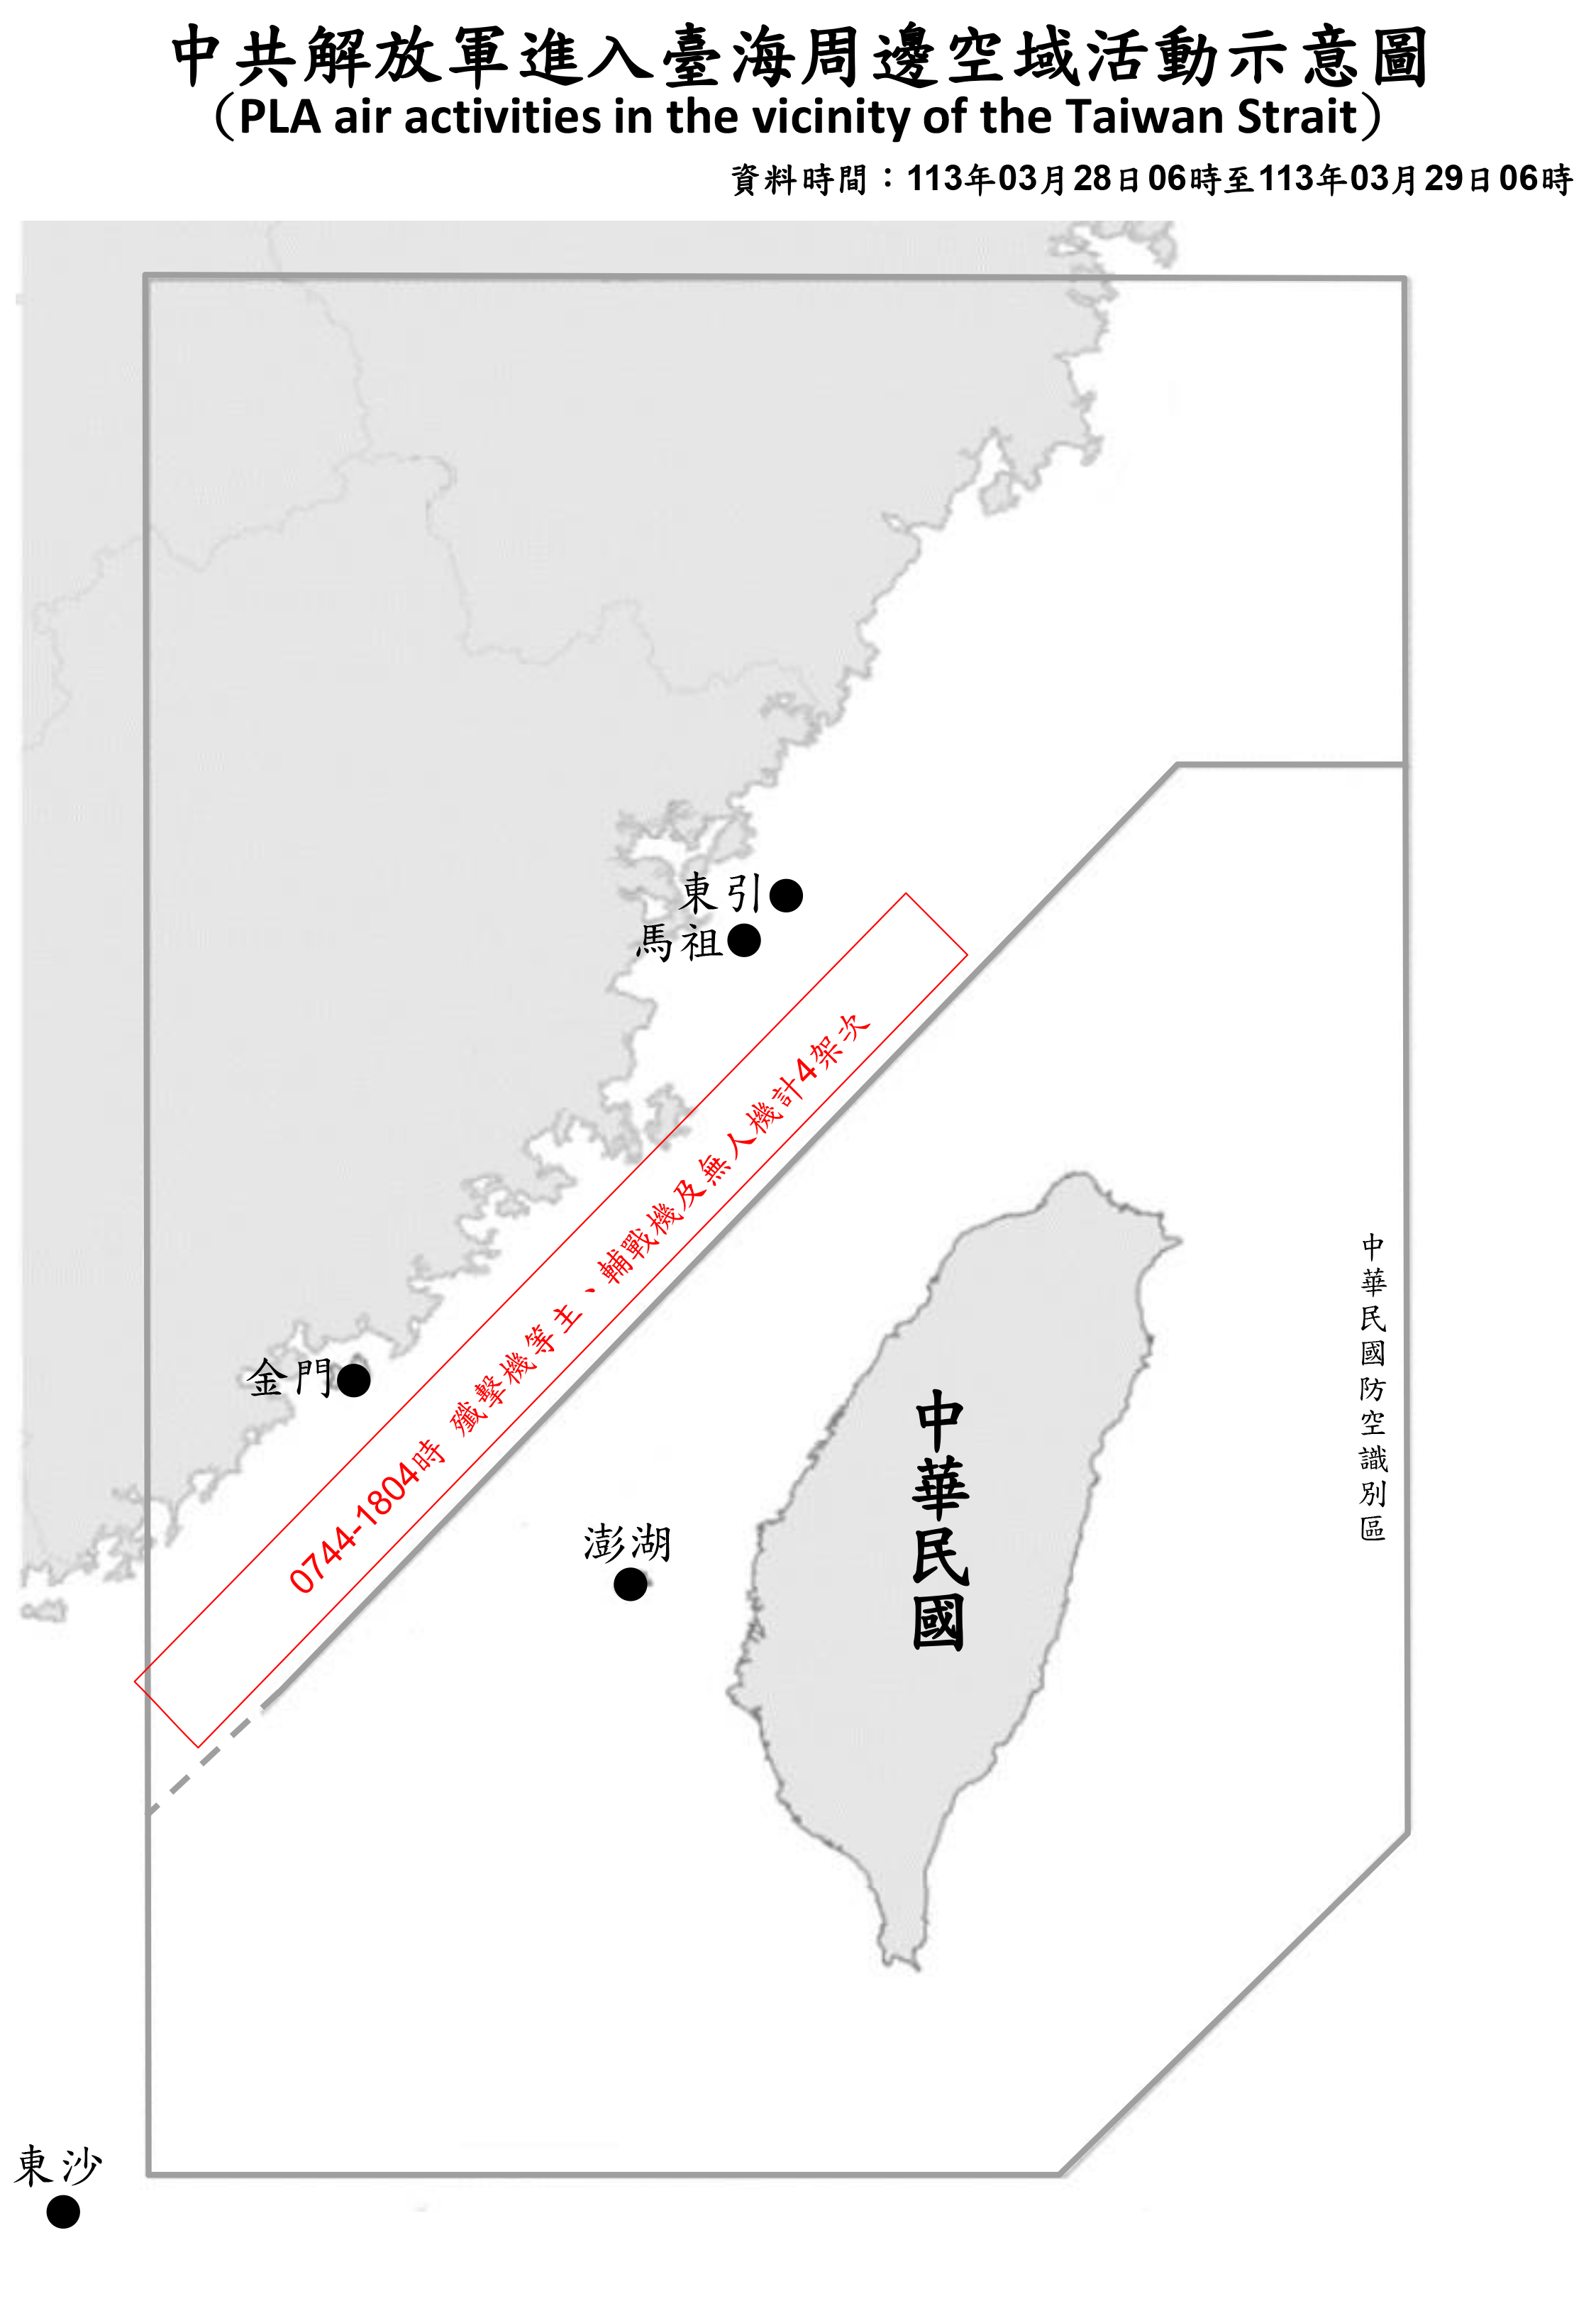 中共解放軍進入臺海周邊空域活動示意圖
（PLA air activities in the vicinity of the Taiwan Strait）
資料時間：113年03月28日06時至113年03月29日06時
東引
馬祖
0744-1804時 殲擊機等主、輔戰機及無人機計4架次
金門
澎湖
中華民國
中華民國防空識別區
東沙